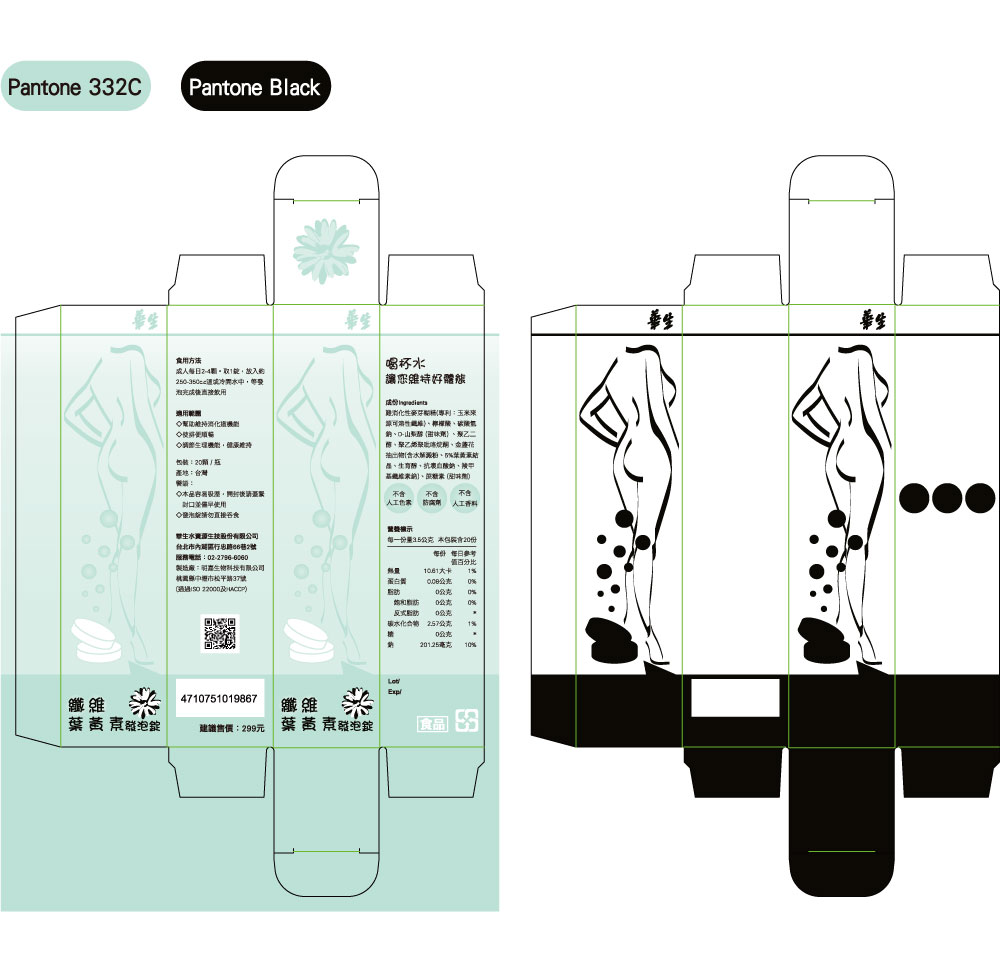 Pantone 332C
Pantone Black
華生
華生
食用方法
成人每日2-4顆。取1錠，放入約
250-350cc溫或冷開水中，等發
泡完成後直接飲用
適用範圍
◇幫助維持消化道機能
◇使排便順暢
◇調節生理機能，健康維持
包裝：20顆 / 瓶
產地：台灣
警語：
◇本品容易吸溼，開封後請蓋緊
封口並儘早使用
◇發泡錠請勿直接吞食
華生水資源生技股份有限公司
台北市內湖區行忠路66巷2號
服務電話：02-2796-6060
製造廠：明嘉生物科技有限公司
桃園縣中壢市松平路37號
(通過ISO 22000及HACCP)
4710751019867
建議售價：299元
纖維
葉黃素發泡錠
纖維
葉黃素發泡錠
喝杯水
讓您維持好體態
成份Ingredients
難消化性麥芽糊精(專利：玉米來
源可溶性纖維)、檸檬酸、碳酸氫
鈉、D-山梨醇 (甜味劑) 、聚乙二
醇、聚乙烯聚吡咯烷酮、金盞花
抽出物(含水解澱粉、5%葉黃素結
晶、生育醇、抗壞血酸鈉、羧甲
基纖維素鈉)、蔗糖素 (甜味劑)
不含
人工色素
不含
防腐劑
不含
人工香料
營養標示
每一份量3.5公克 本包裝含20份
每份 每日參考
值百分比
熱量 10.61大卡 1%
蛋白質 0.08公克 0%
脂肪 0公克 0%
飽和脂肪 0公克 0%
反式脂肪 0公克 *
碳水化合物 2.57公克 1%
糖 0公克 *
鈉 201.25毫克 10%
Lot/
Exp/
食品
華生
華生